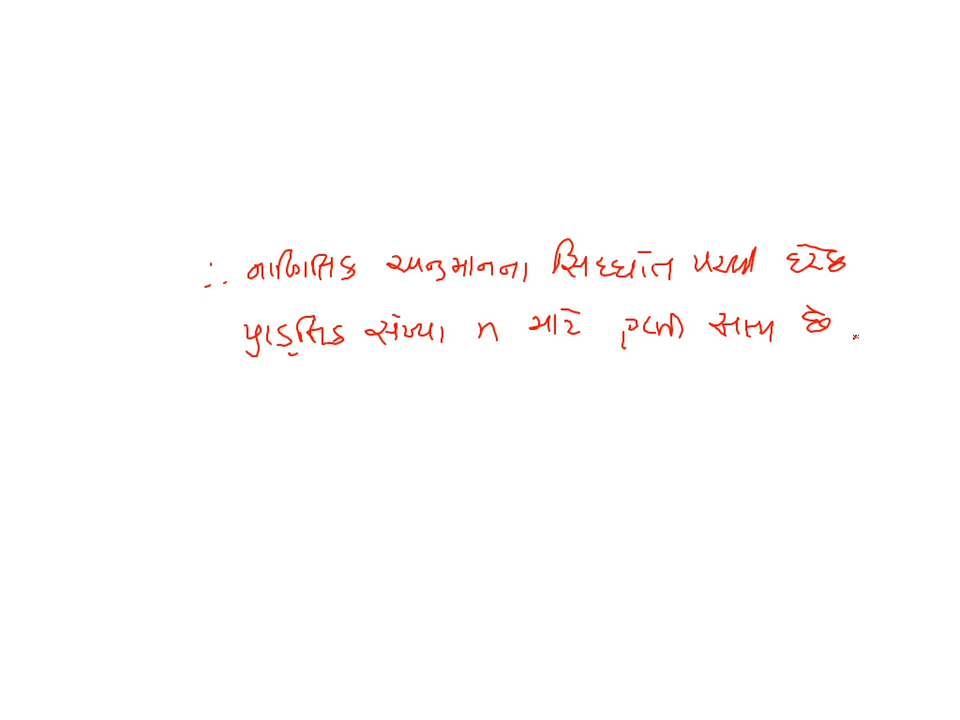 ∴ ગાણિતિક અનુમાનના સિદ્ધાંત પરથી દરેક
પ્રાકૃતિક સંખ્યા n માટે P(n) સત્ય છે.